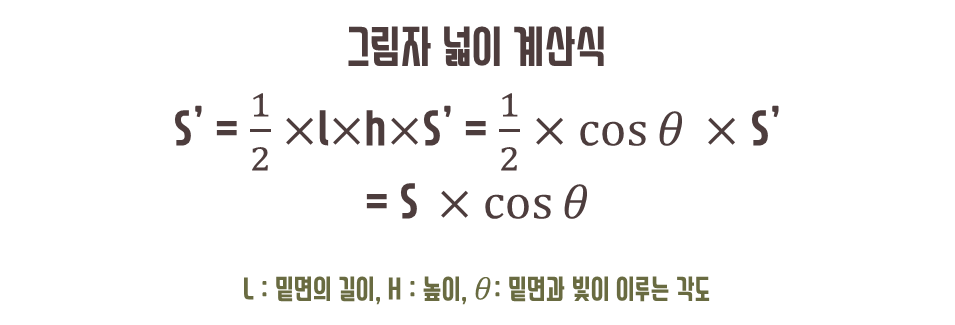 그림자 넓이 계산식
S’ = 1/2 ×l×h×S’ = 1/2 × cos θ × S’
= S × cos θ
L : 밑면의 길이, H : 높이, θ : 밑면과 빛이 이루는 각도